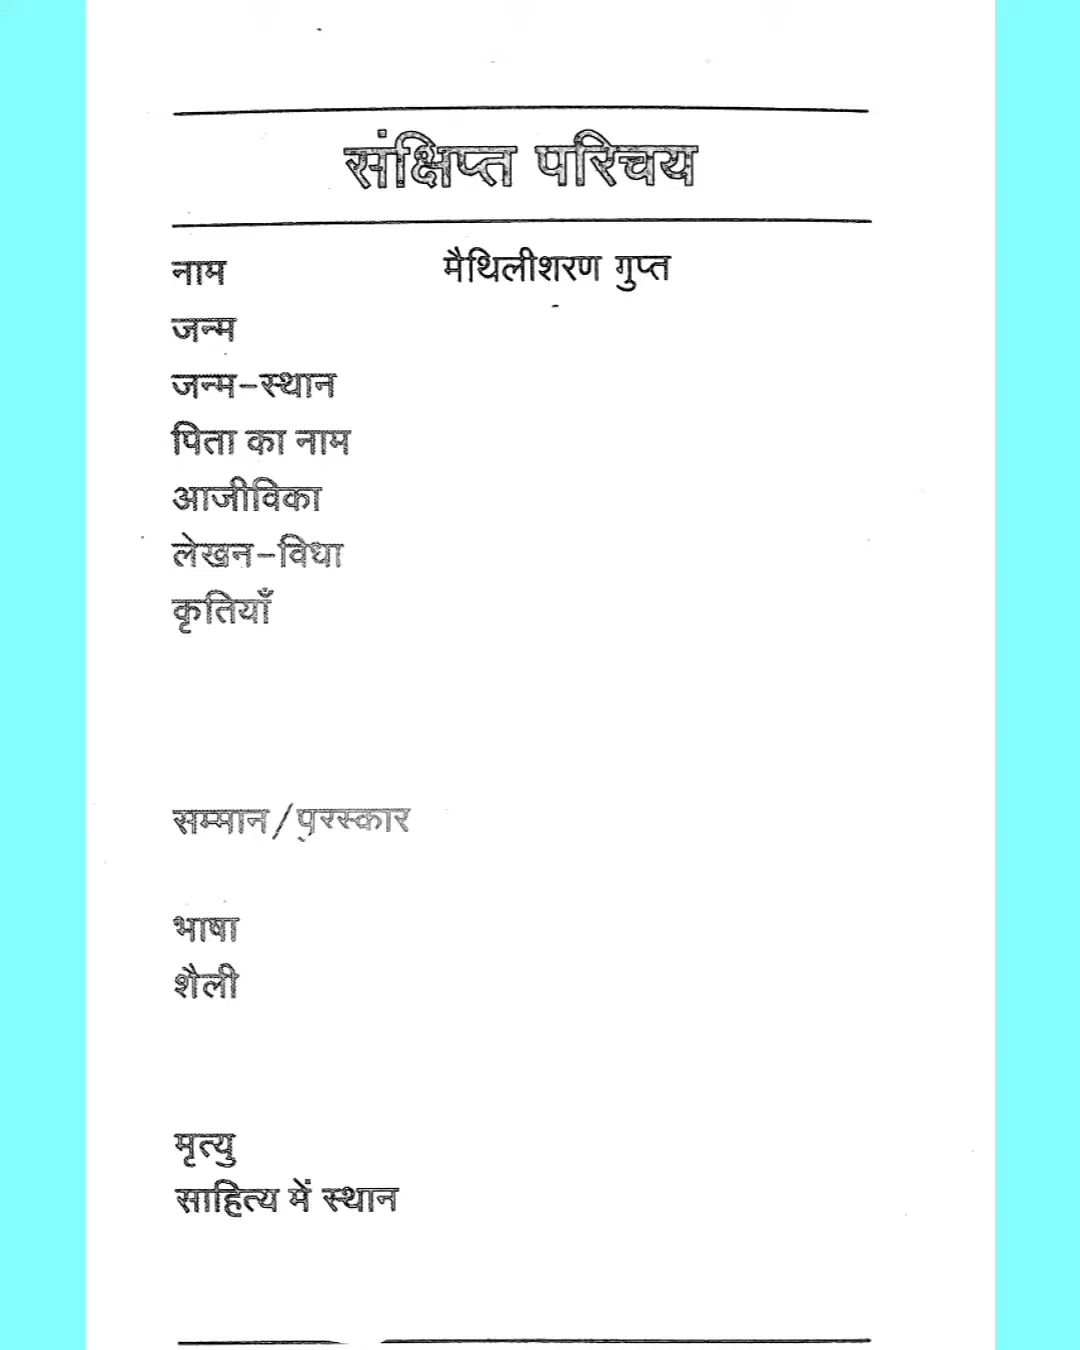 संक्षिप्त परिचय
नाम मैथिलीशरण गुप्त
जन्म
जन्म-स्थान
पिता का नाम
आजीविका
लेखन-विधा
कृतियाँ
सम्मान/पुरस्कार
भाषा
शैली
मृत्यु
साहित्य में स्थान